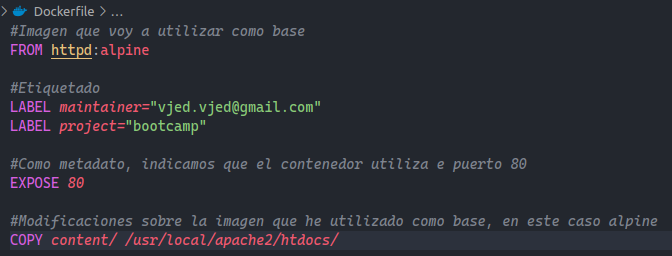 Dockerfile > ...
#Imagen que voy a utilizar como base
FROM httpd:alpine
#Etiquetado
LABEL maintainer="vjed.vjed@gmail.com"
LABEL project="bootcamp"
#Como metadato, indicamos que el contenedor utiliza e puerto 80
EXPOSE 80
#Modificaciones sobre la imagen que he utilizado como base, en este caso alpine
COPY content/ /usr/local/apache2/htdocs/